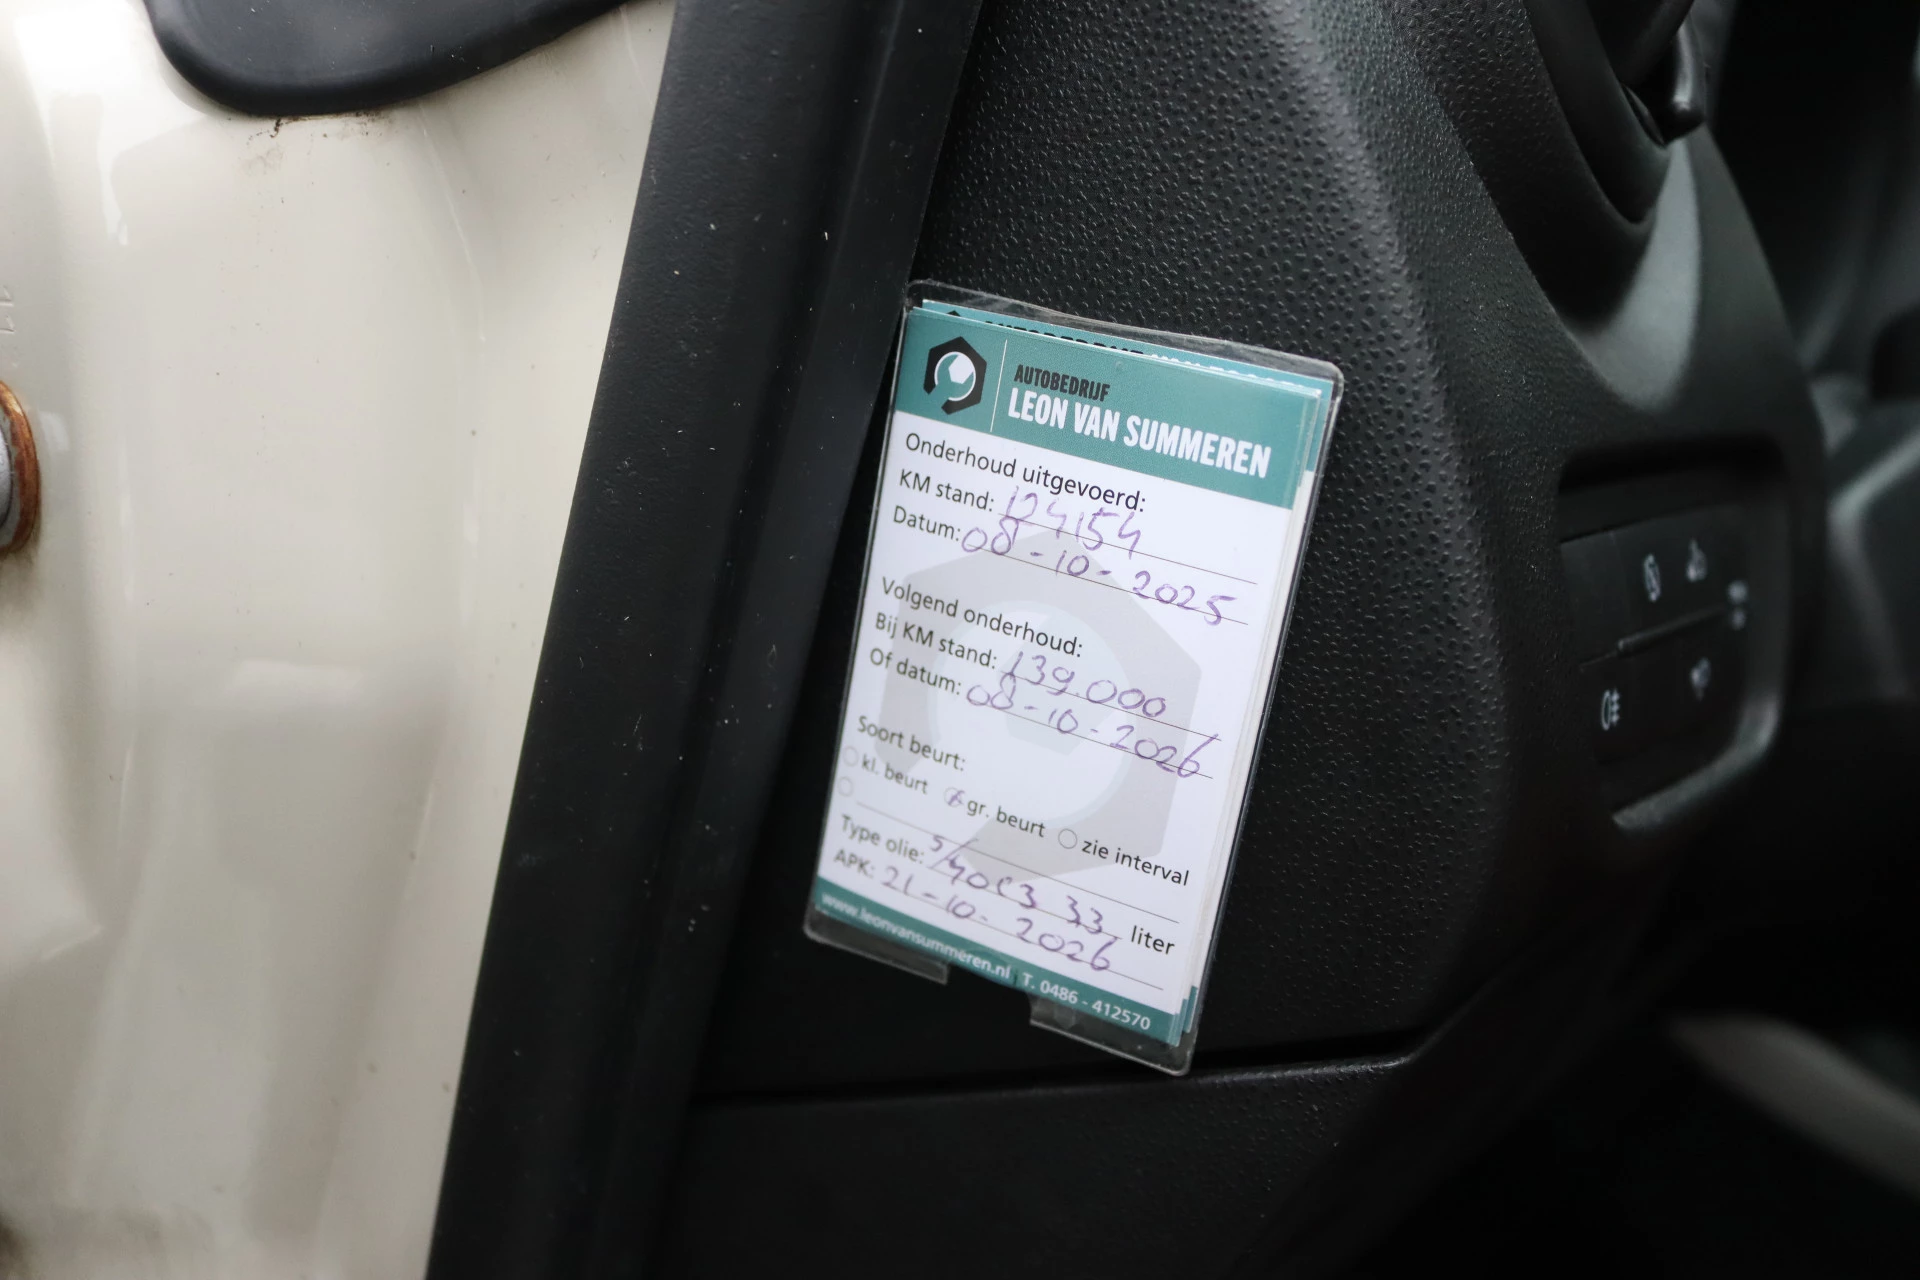 AUTOBEDRIJF
LEON VAN SUMMEREN
Onderhoud uitgevoerd:
KM stand: 124154
Datum: 08-10-2025
Volgend onderhoud:
Bij KM stand: 139.000
Of datum: 08-10-2026
Soort beurt:
kl. beurt gr. beurt zie interval
Type olie: 5/40 C3 3,3 liter
APK: 21-10-2026
www.leonvansummeren.nl | T. 0486 - 412570